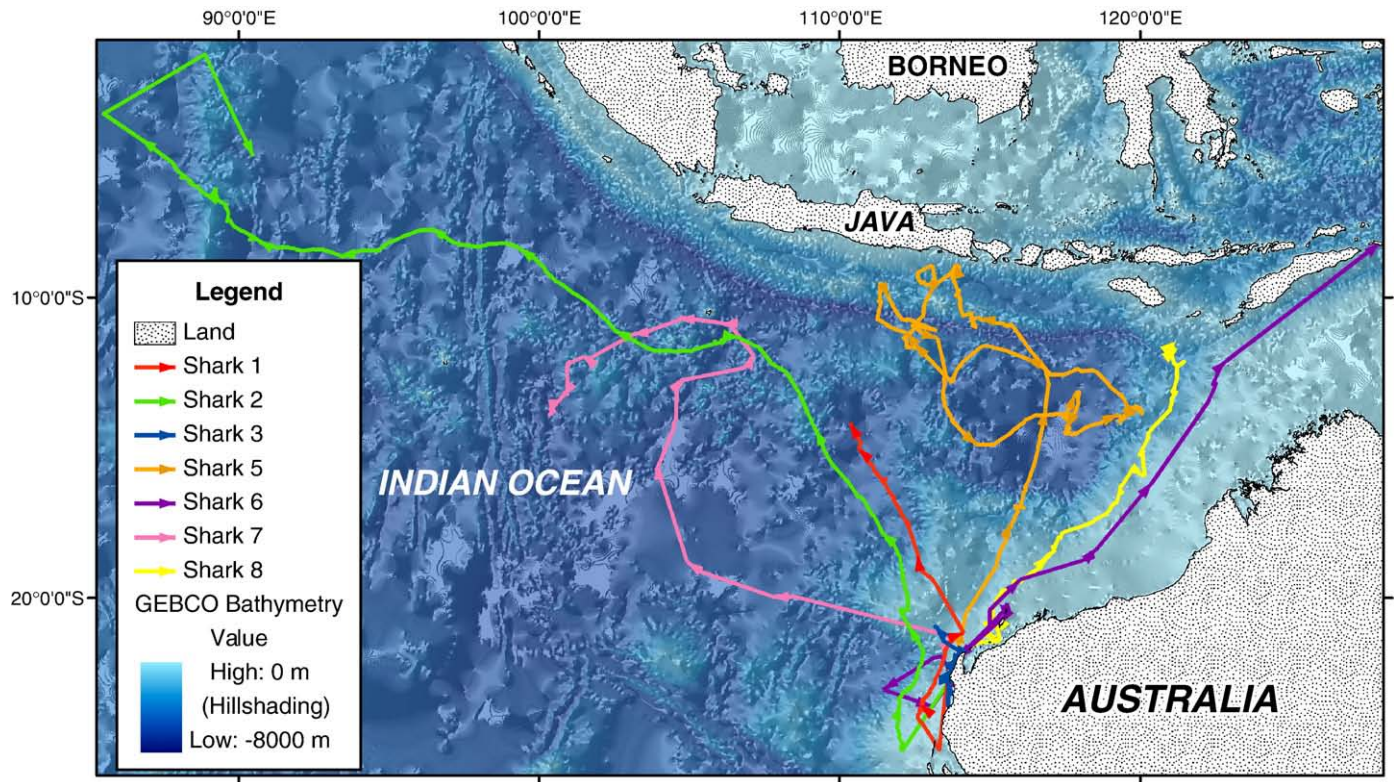 90°0'0"E 100°0'0"E 110°0'0"E 120°0'0"E
BORNEO
JAVA
10°0'0"S
INDIAN OCEAN
20°0'0"S
AUSTRALIA
Legend
Land
Shark 1
Shark 2
Shark 3
Shark 5
Shark 6
Shark 7
Shark 8
GEBCO Bathymetry
Value
High: 0 m
(Hillshading)
Low: -8000 m